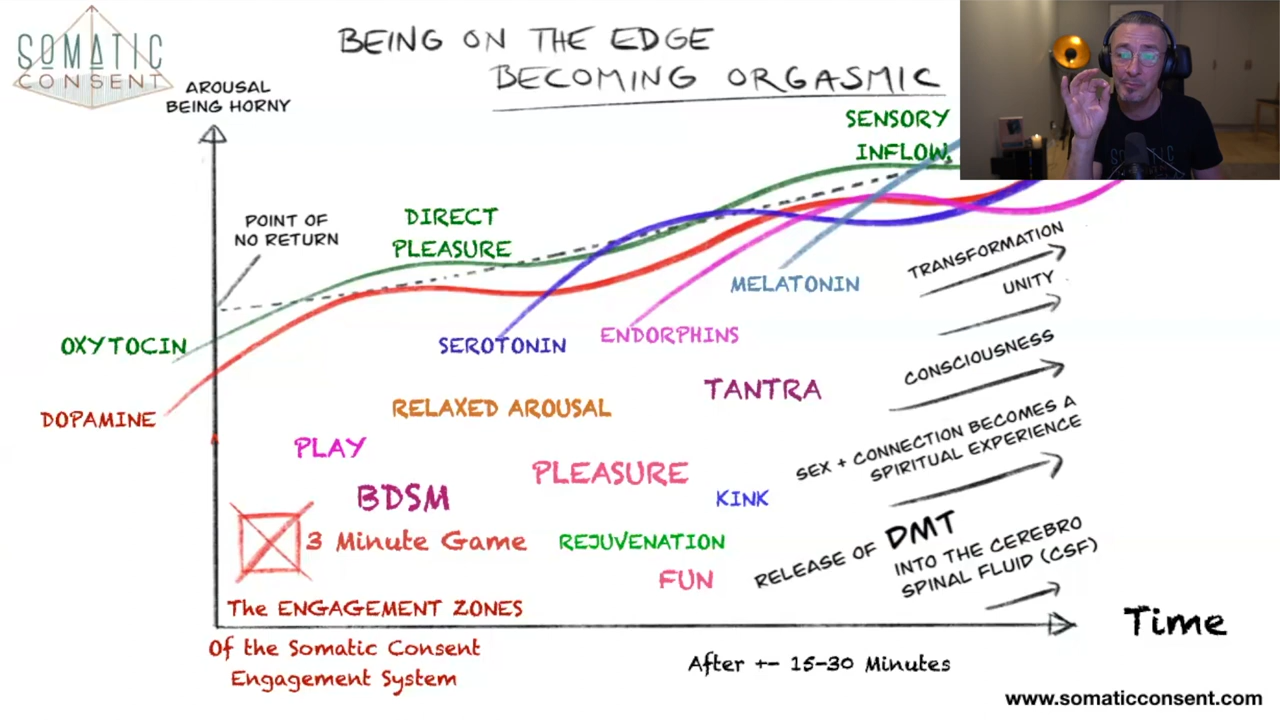 SOMATIC
CONSENT
BEING ON THE EDGE
BECOMING ORGASMIC
AROUSAL
BEING HORNY
SENSORY
INFLOW
SOMATIC
POINT OF
NO RETURN
DIRECT
PLEASURE
TRANSFORMATION
MELATONIN
UNITY
OXYTOCIN
SEROTONIN
ENDORPHINS
CONSCIOUSNESS
DOPAMINE
RELAXED AROUSAL
TANTRA
PLAY
PLEASURE
SEX + CONNECTION BECOMES A
SPIRITUAL EXPERIENCE
BDSM
KINK
3 Minute Game
REJUVENATION
FUN
RELEASE OF DMT
INTO THE CEREBRO
SPINAL FLUID (CSF)
The ENGAGEMENT ZONES
Of the Somatic Consent
Engagement System
Time
After +- 15-30 Minutes
www.somaticconsent.com